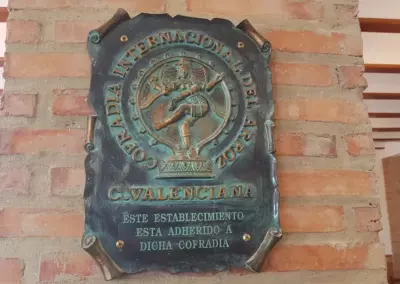 COFRADIA INTERNACIONAL DEL ARROZ
C. VALENCIANA
ESTE ESTABLECIMIENTO
ESTA ADHERIDO A
DICHA COFRADIA